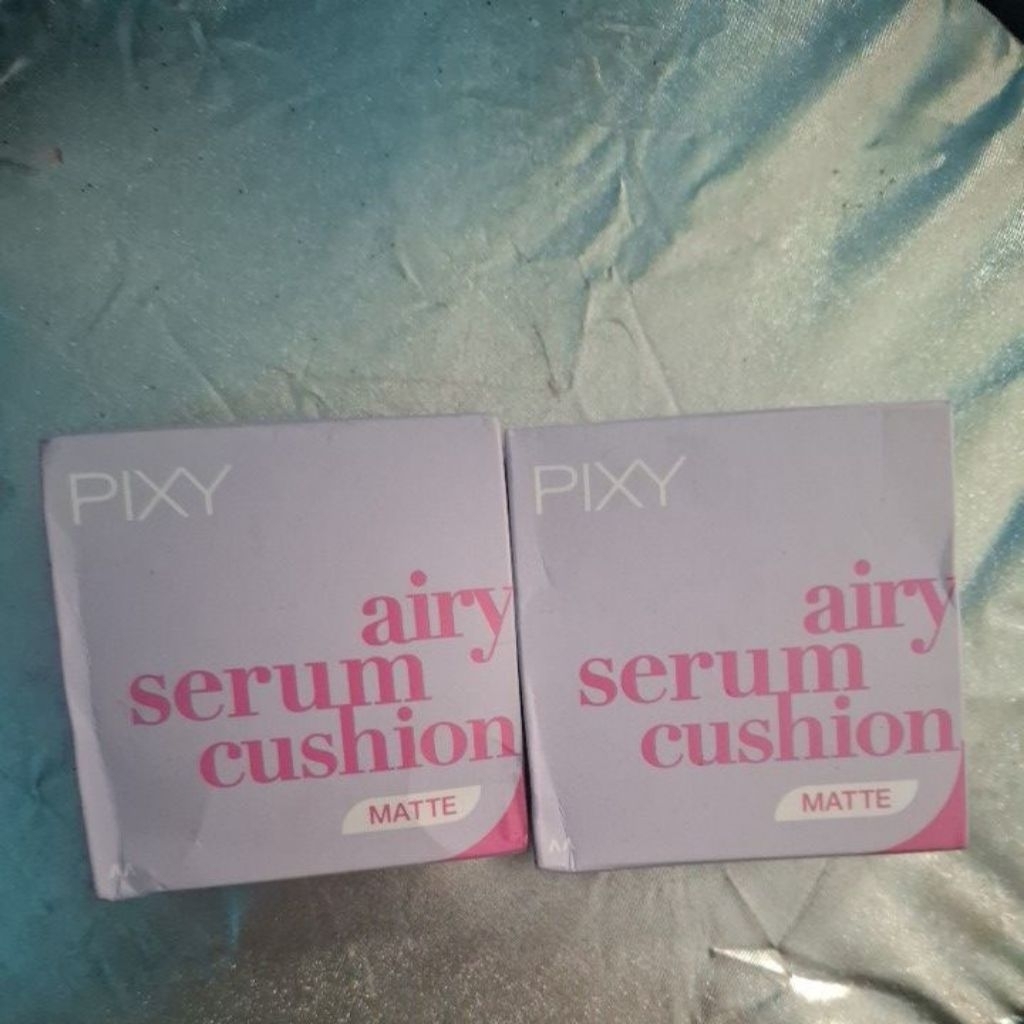 PIXY
airy
serum
cushion
MATTE
PIXY
airy
serum
cushion
MATTE